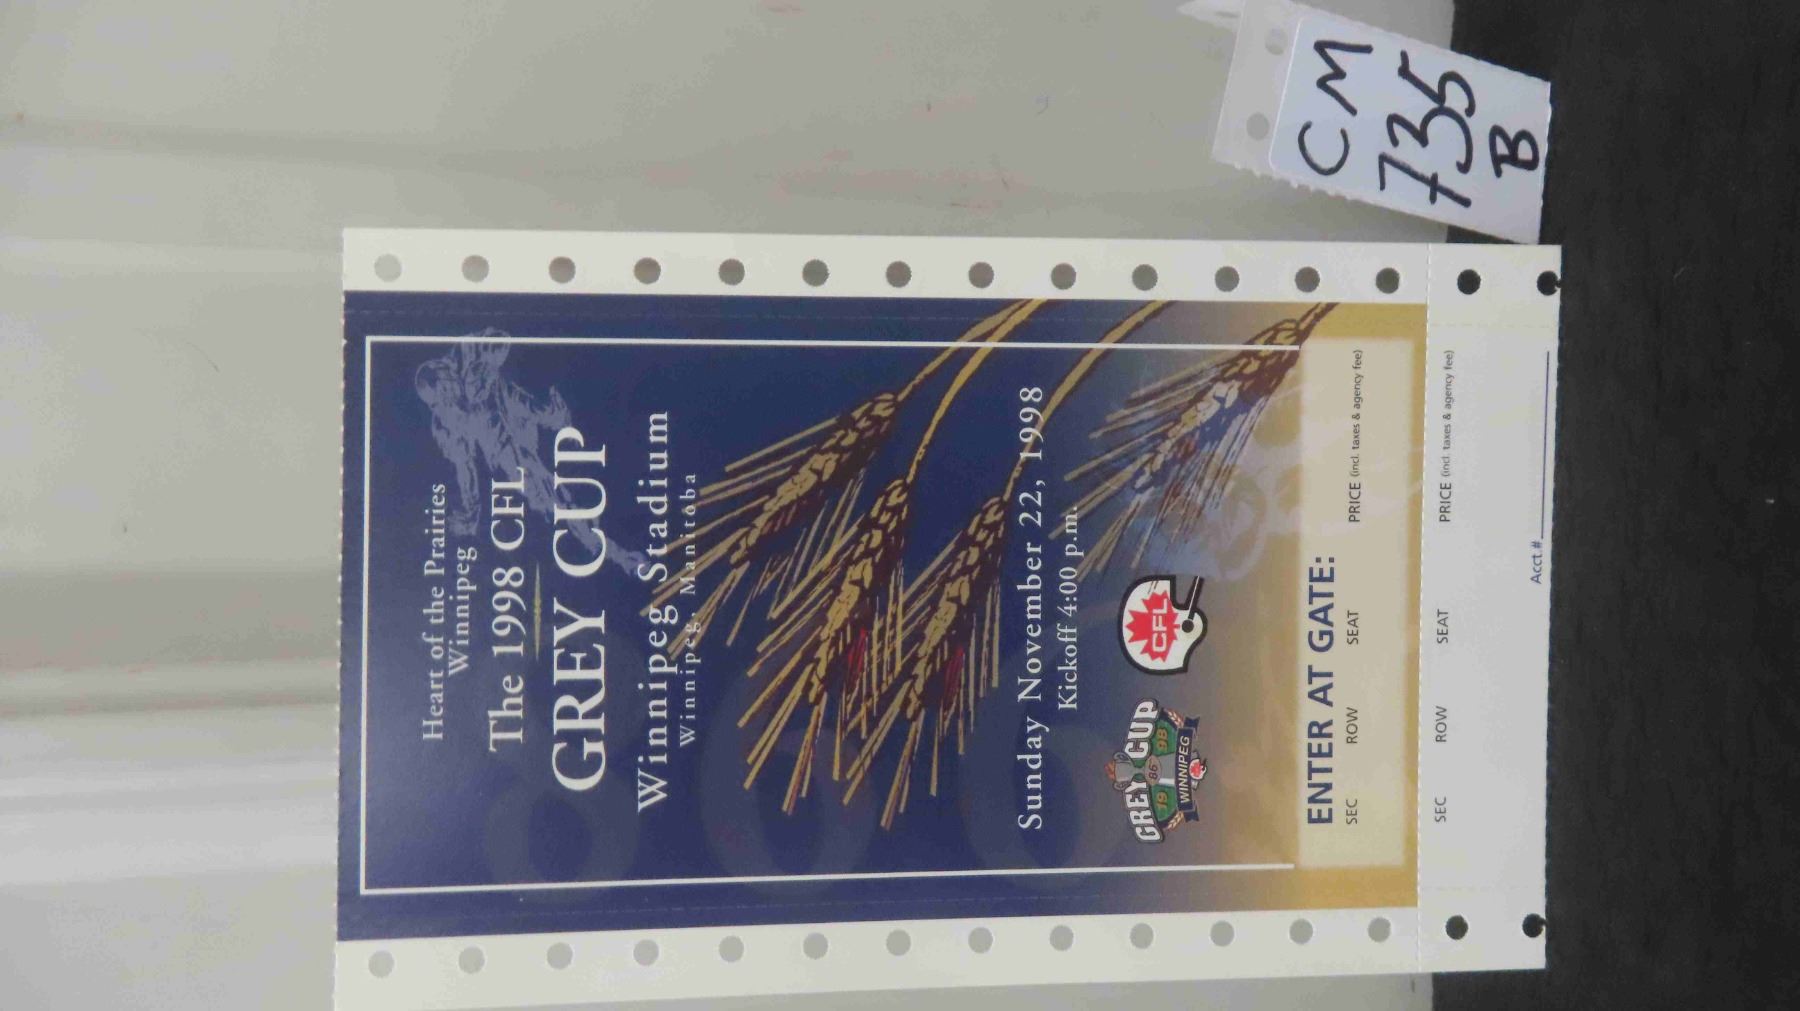 CM
735
B
Heart of the Prairies
Winnipeg
The 1998 CFL
GREY CUP
Winnipeg Stadium
Winnipeg, Manitoba
Sunday November 22, 1998
Kickoff 4:00 p.m.
GREY CUP
19 86 98
WINNIPEG
CFL
ENTER AT GATE:
SEC ROW SEAT PRICE (incl. taxes & agency fee)
SEC ROW SEAT PRICE (incl. taxes & agency fee)
Acct.#